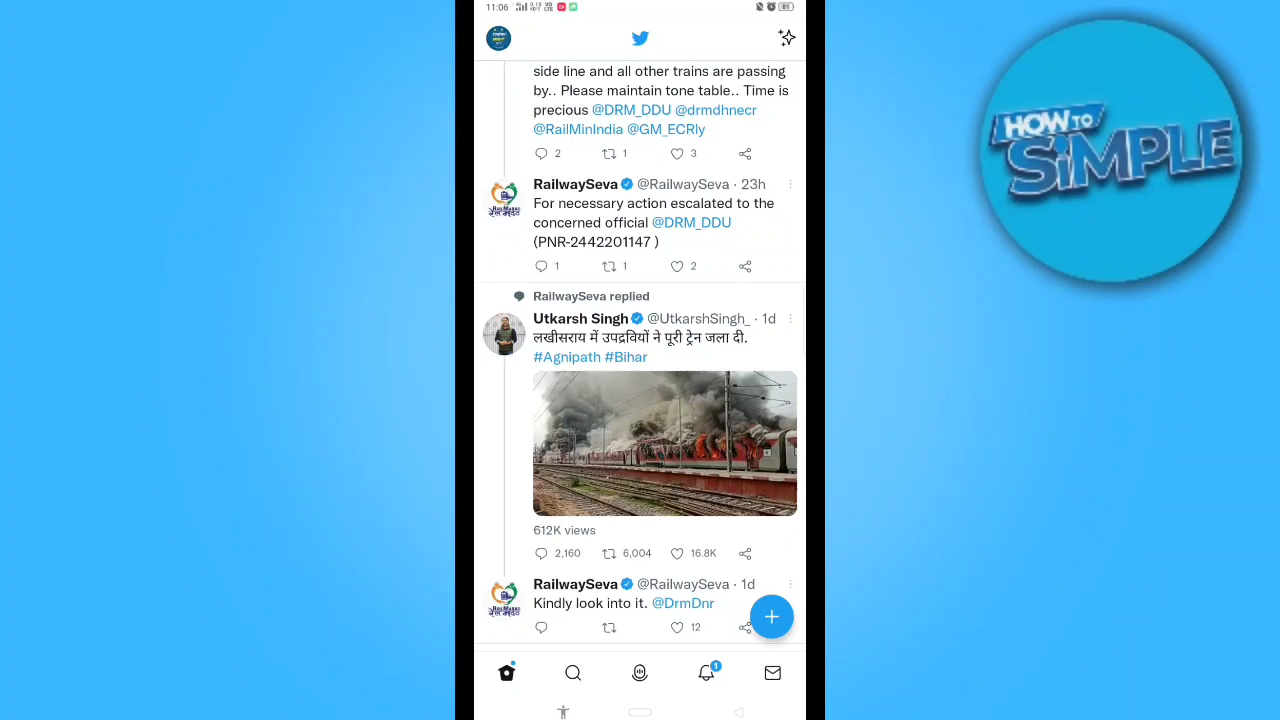 11:06
HOW TO
SiMPLE
side line and all other trains are passing
by.. Please maintain tone table.. Time is
precious @DRM_DDU @drmdhnecr
@RailMinIndia @GM_ECRly
2 1 3
RailwaySeva @RailwaySeva · 23h
For necessary action escalated to the
concerned official @DRM_DDU
(PNR-2442201147 )
1 1 2
RailwaySeva replied
Utkarsh Singh @UtkarshSingh_ · 1d
लखीसराय में उपद्रवियों ने पूरी ट्रेन जला दी.
#Agnipath #Bihar
612K views
2,160 6,004 16.8K
RailwaySeva @RailwaySeva · 1d
Kindly look into it. @DrmDnr
12
1